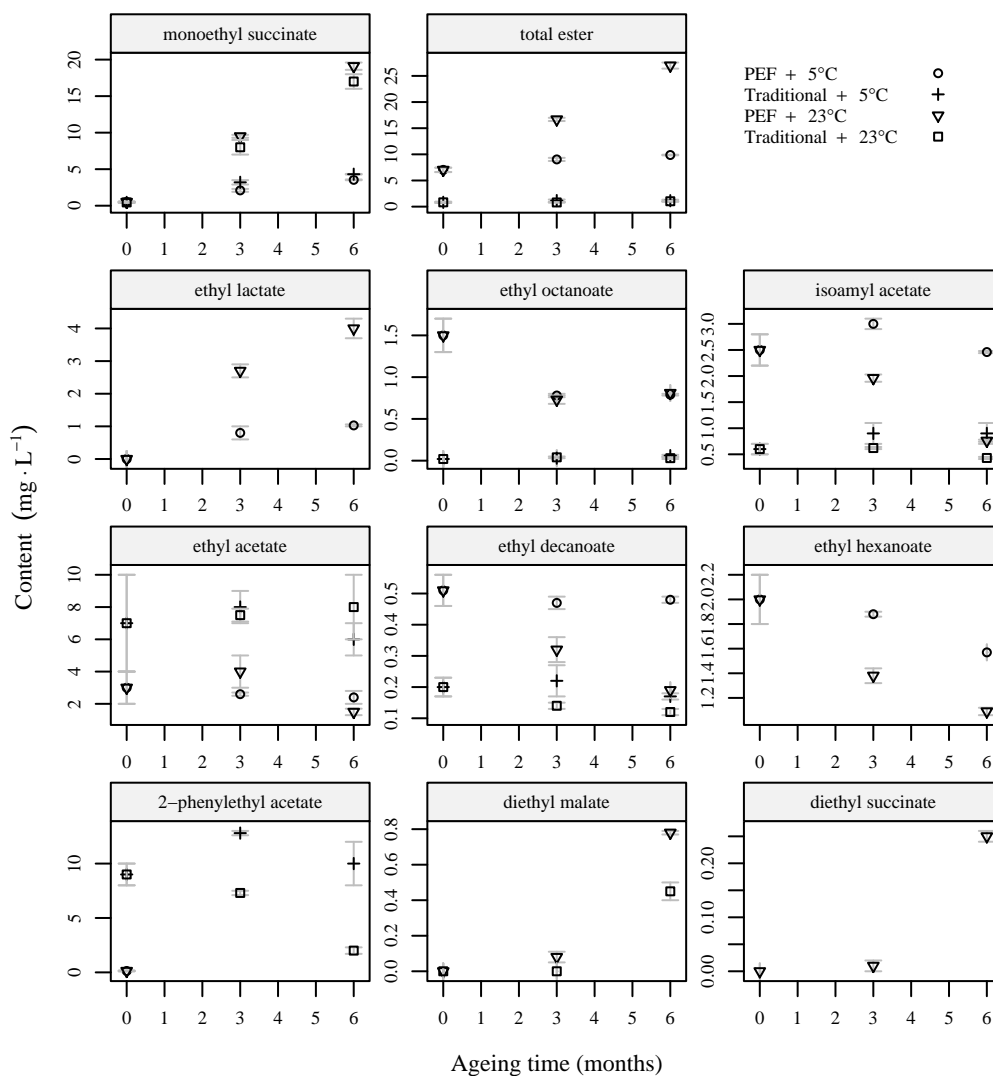 monoethyl succinate
total ester
PEF + 5°C
Traditional + 5°C
PEF + 23°C
Traditional + 23°C
0 5 10 15 20
0 5 10 15 20 25
0 1 2 3 4 5 6
0 1 2 3 4 5 6
ethyl lactate
ethyl octanoate
isoamyl acetate
0 1 2 3 4
0.0 0.5 1.0 1.5
0.5 1.0 1.5 2.0 2.5 3.0
0 1 2 3 4 5 6
0 1 2 3 4 5 6
0 1 2 3 4 5 6
Content (mg · L⁻¹)
ethyl acetate
ethyl decanoate
ethyl hexanoate
2 4 6 8 10
0.1 0.2 0.3 0.4 0.5
1.2 1.4 1.6 1.8 2.0 2.2
0 1 2 3 4 5 6
0 1 2 3 4 5 6
0 1 2 3 4 5 6
2−phenylethyl acetate
diethyl malate
diethyl succinate
0 5 10
0.0 0.2 0.4 0.6 0.8
0.00 0.10 0.20
0 1 2 3 4 5 6
0 1 2 3 4 5 6
0 1 2 3 4 5 6
Ageing time (months)